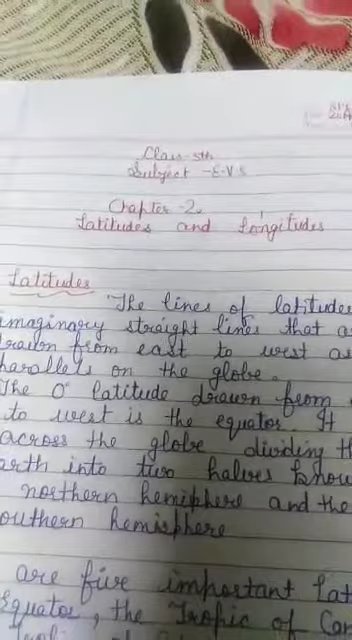 Class - 5th
Subject - E.V.S
Chapter - 2
Latitudes and Longitudes
Latitudes
The lines of latitudes
imaginary straight lines that a
drawn from east to west as
parallels on the globe.
The 0° latitude drawn from
to west is the equator. It
across the globe dividing th
arth into two halves know
northern hemisphere and the
outhern hemisphere
are five important Lat
Equator, the Tropic of Can